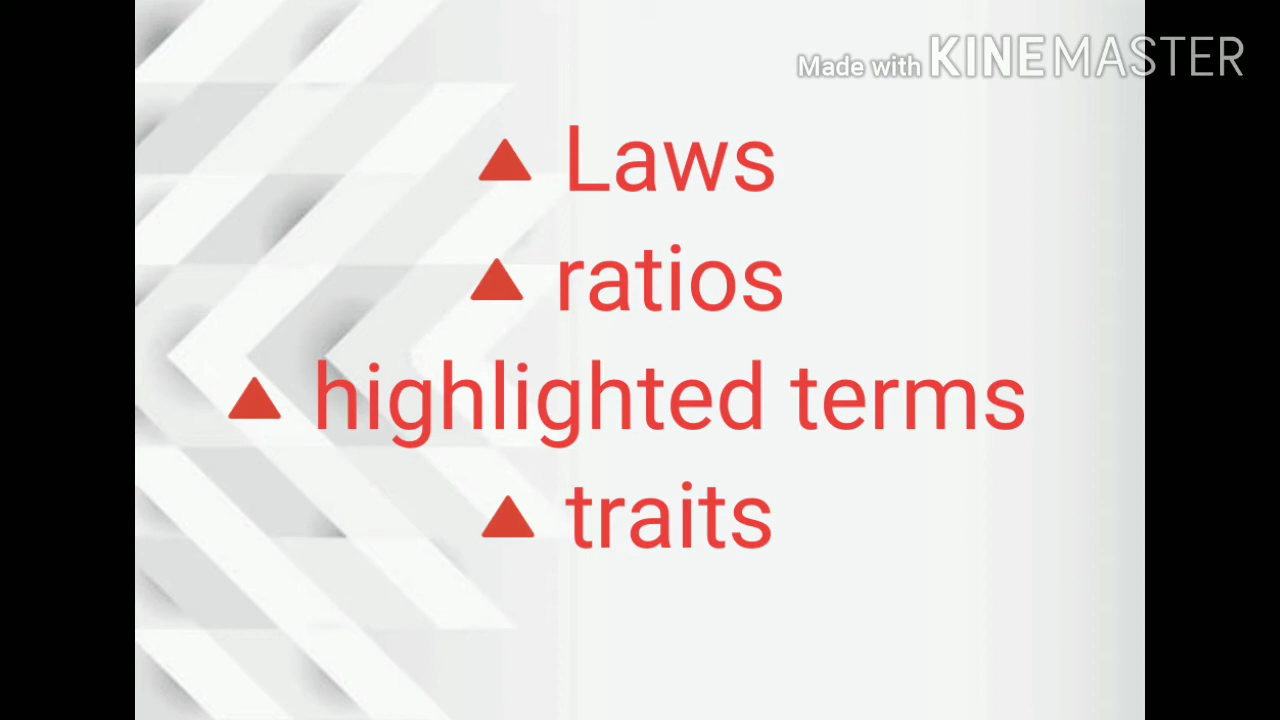 Made with KINEMASTER
🔺 Laws
🔺 ratios
🔺 highlighted terms
🔺 traits